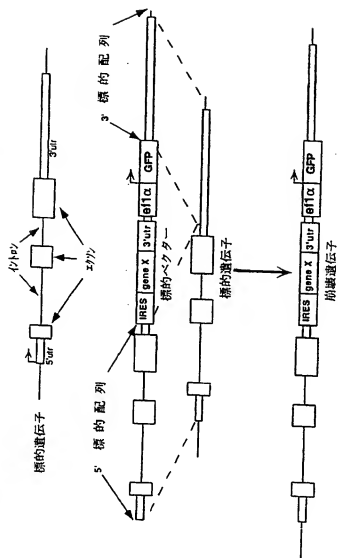 標的遺伝子
5'utr
イントロン
エクソン
3'utr
5' 標的配列
3' 標的配列
IRES gene X 3'utr ef1α GFP
標的ベクター
標的遺伝子
IRES gene X 3'utr ef1α GFP
崩壊遺伝子